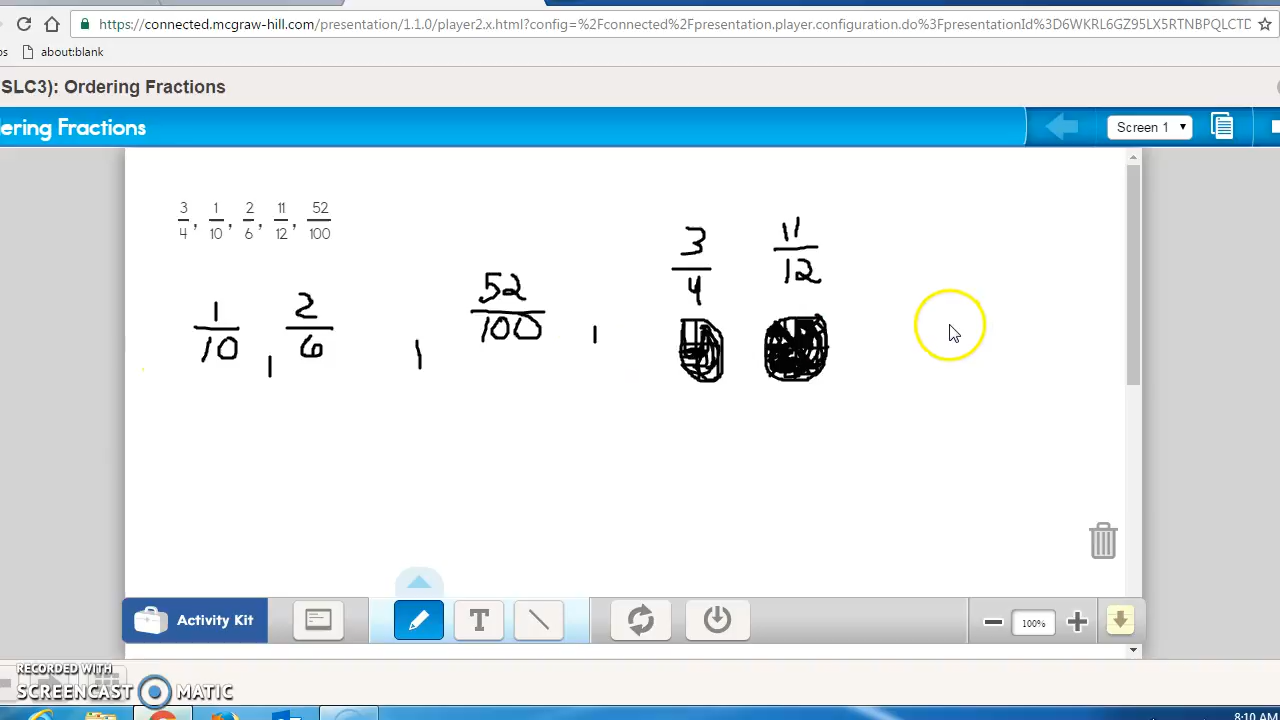 https://connected.mcgraw-hill.com/presentation/1.1.0/player2.x.html?config=%2Fconnected%2Fpresentation.player.configuration.do%3FpresentationId%3D6WKRL6GZ95LX5RTNBPQLCTD
os about:blank
(SLC3): Ordering Fractions
dering Fractions
Screen 1
3/4, 1/10, 2/6, 11/12, 52/100
1/10, 2/6, 52/100, 3/4 11/12
Activity Kit
T
100%
RECORDED WITH
SCREENCAST MATIC
8:10 AM